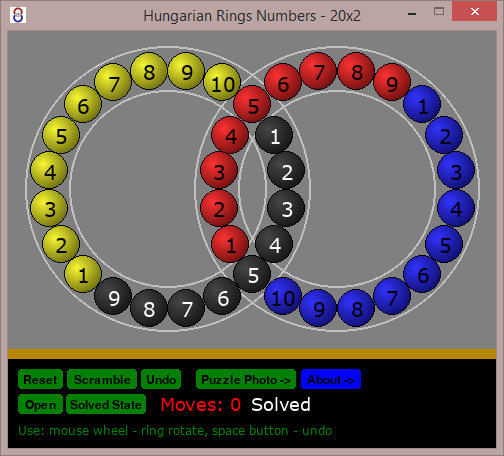 Hungarian Rings Numbers - 20x2
7 8 9 10 6 7 8 9
6 5 1
5 4 1 2
4 3 2 3
3 2 3 4
2 1 4 5
1 5 6
9 8 7 6 10 9 8 7
Reset Scramble Undo Puzzle Photo -> About ->
Open Solved State Moves: 0 Solved
Use: mouse wheel - ring rotate, space button - undo